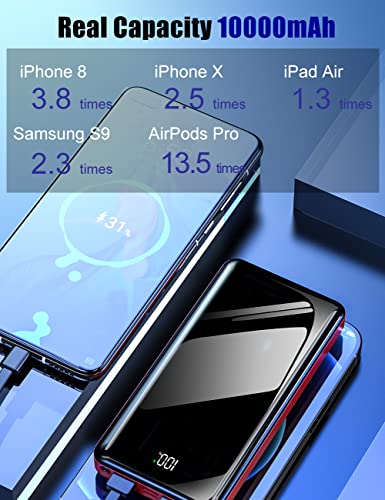 Real Capacity 10000mAh
iPhone 8 iPhone X iPad Air
3.8 times 2.5 times 1.3 times
Samsung S9 AirPods Pro
2.3 times 13.5 times
31%
100%